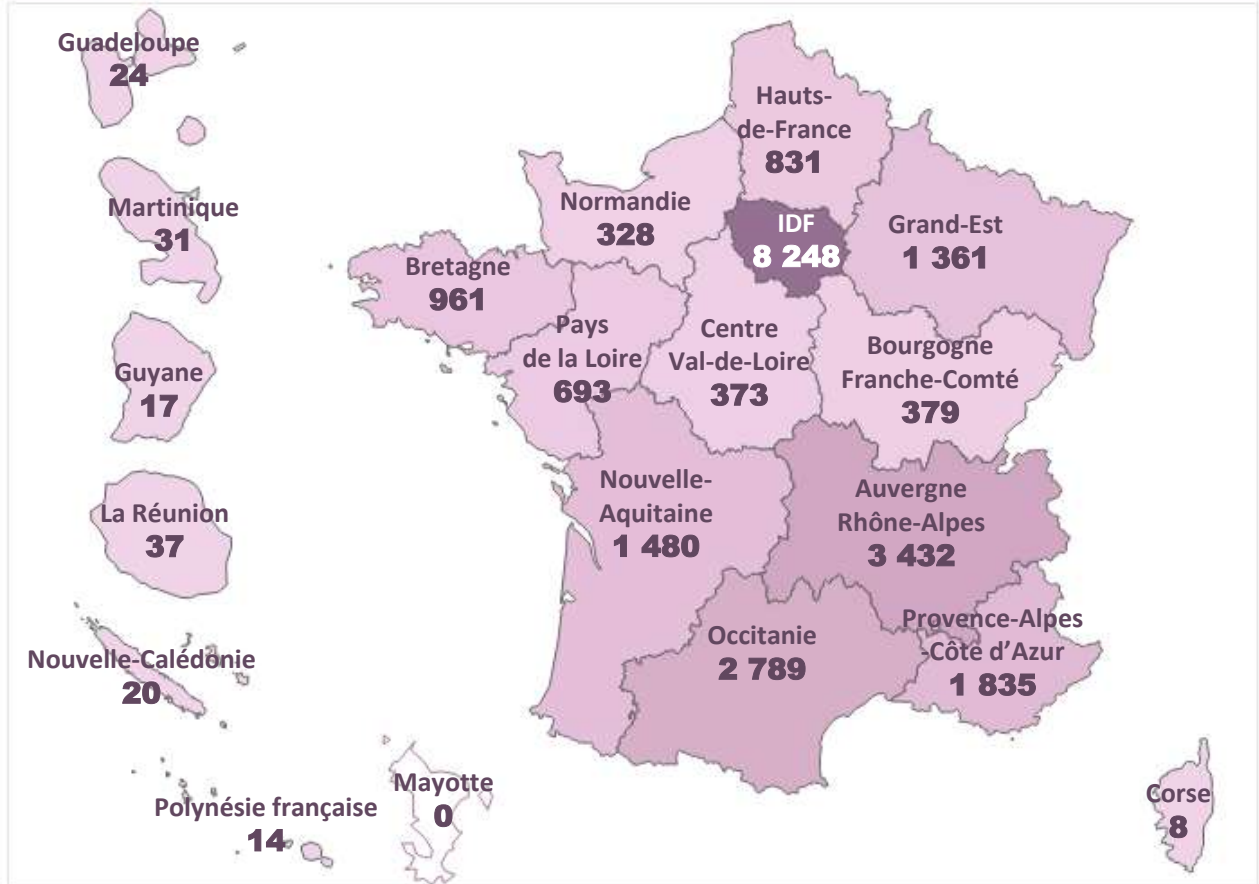 Guadeloupe
24
Martinique
31
Guyane
17
La Réunion
37
Nouvelle-Calédonie
20
Polynésie française
14
Mayotte
0
Hauts-
de-France
831
Normandie
328
IDF
8 248
Grand-Est
1 361
Bretagne
961
Pays
de la Loire
693
Centre
Val-de-Loire
373
Bourgogne
Franche-Comté
379
Nouvelle-
Aquitaine
1 480
Auvergne
Rhône-Alpes
3 432
Occitanie
2 789
Provence-Alpes
-Côte d’Azur
1 835
Corse
8